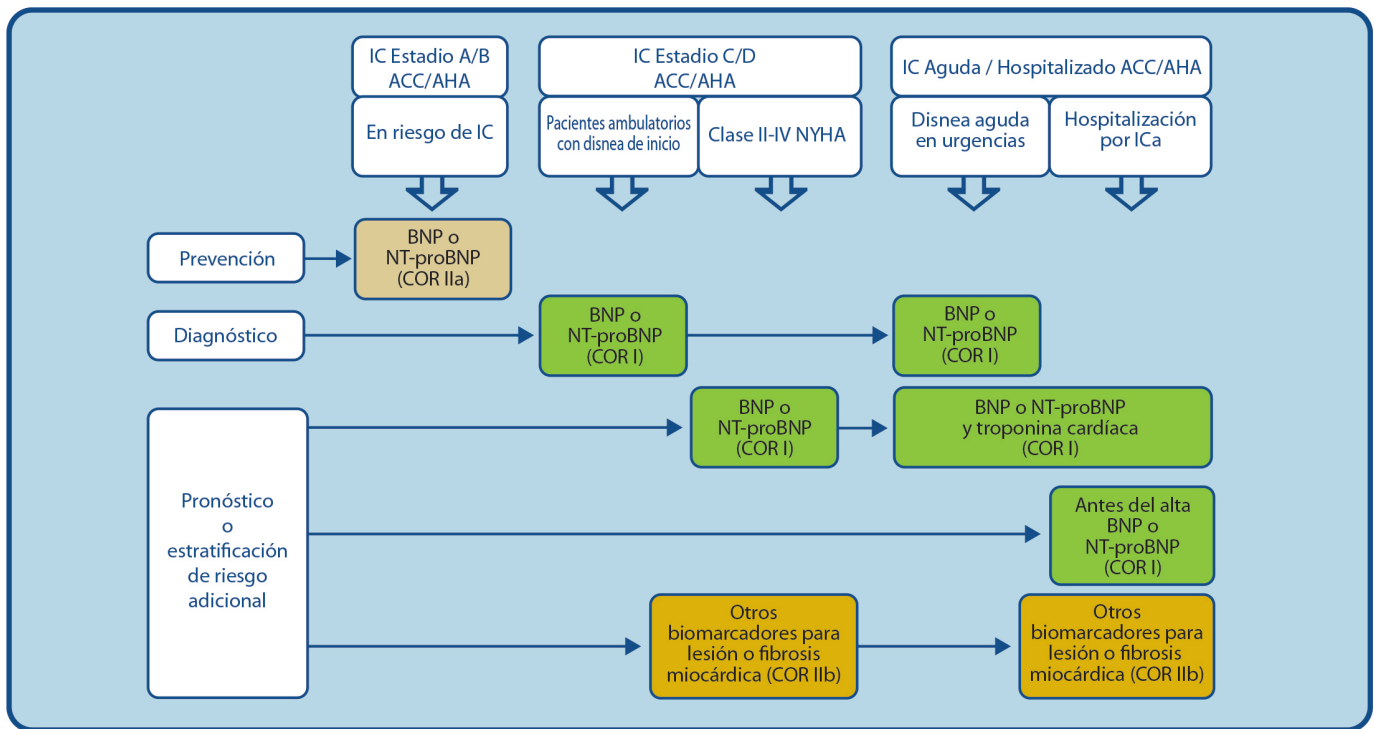 IC Estadio A/B
ACC/AHA
IC Estadio C/D
ACC/AHA
IC Aguda / Hospitalizado ACC/AHA
En riesgo de IC
Pacientes ambulatorios
con disnea de inicio
Clase II-IV NYHA
Disnea aguda
en urgencias
Hospitalización
por ICa
Prevención
BNP o
NT-proBNP
(COR IIa)
Diagnóstico
BNP o
NT-proBNP
(COR I)
BNP o
NT-proBNP
(COR I)
Pronóstico
o
estratificación
de riesgo
adicional
BNP o
NT-proBNP
(COR I)
BNP o NT-proBNP
y troponina cardíaca
(COR I)
Antes del alta
BNP o
NT-proBNP
(COR I)
Otros
biomarcadores para
lesión o fibrosis
miocárdica (COR IIb)
Otros
biomarcadores para
lesión o fibrosis
miocárdica (COR IIb)